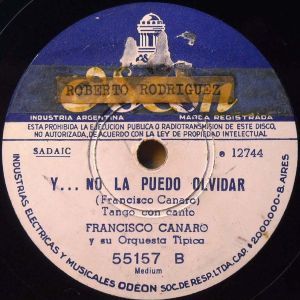 Odeon
ROBERTO RODRIGUEZ
INDUSTRIA ARGENTINA MARCA REGISTRADA
ESTA PROHIBIDA LA EJECUCION PUBLICA O RADIOTRANSMISION DE ESTE DISCO,
NO AUTORIZADA, DE ACUERDO CON LA LEY DE PROPIEDAD INTELECTUAL
SADAIC e 12744
Y... NO LA PUEDO OLVIDAR
(Francisco Canaro)
Tango con canto
FRANCISCO CANARO
y su Orquesta Típica
55157 B
Medium
INDUSTRIAS ELECTRICAS Y MUSICALES ODEÓN SOC. DE RESP. LTDA. CAP. $2.000.000-B.AIRES